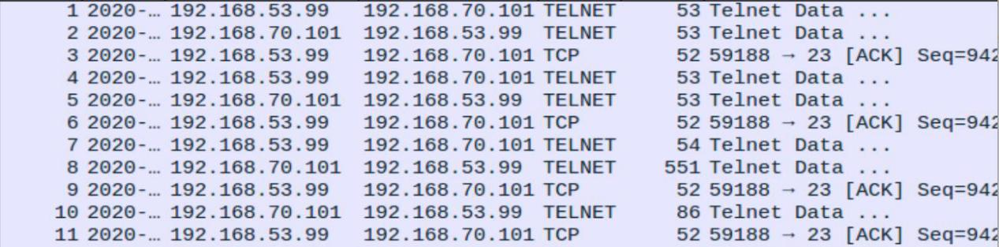 1 2020-… 192.168.53.99 192.168.70.101 TELNET 53 Telnet Data ...
2 2020-… 192.168.70.101 192.168.53.99 TELNET 53 Telnet Data ...
3 2020-… 192.168.53.99 192.168.70.101 TCP 52 59188 → 23 [ACK] Seq=942
4 2020-… 192.168.53.99 192.168.70.101 TELNET 53 Telnet Data ...
5 2020-… 192.168.70.101 192.168.53.99 TELNET 53 Telnet Data ...
6 2020-… 192.168.53.99 192.168.70.101 TCP 52 59188 → 23 [ACK] Seq=942
7 2020-… 192.168.53.99 192.168.70.101 TELNET 54 Telnet Data ...
8 2020-… 192.168.70.101 192.168.53.99 TELNET 551 Telnet Data ...
9 2020-… 192.168.53.99 192.168.70.101 TCP 52 59188 → 23 [ACK] Seq=942
10 2020-… 192.168.70.101 192.168.53.99 TELNET 86 Telnet Data ...
11 2020-… 192.168.53.99 192.168.70.101 TCP 52 59188 → 23 [ACK] Seq=942